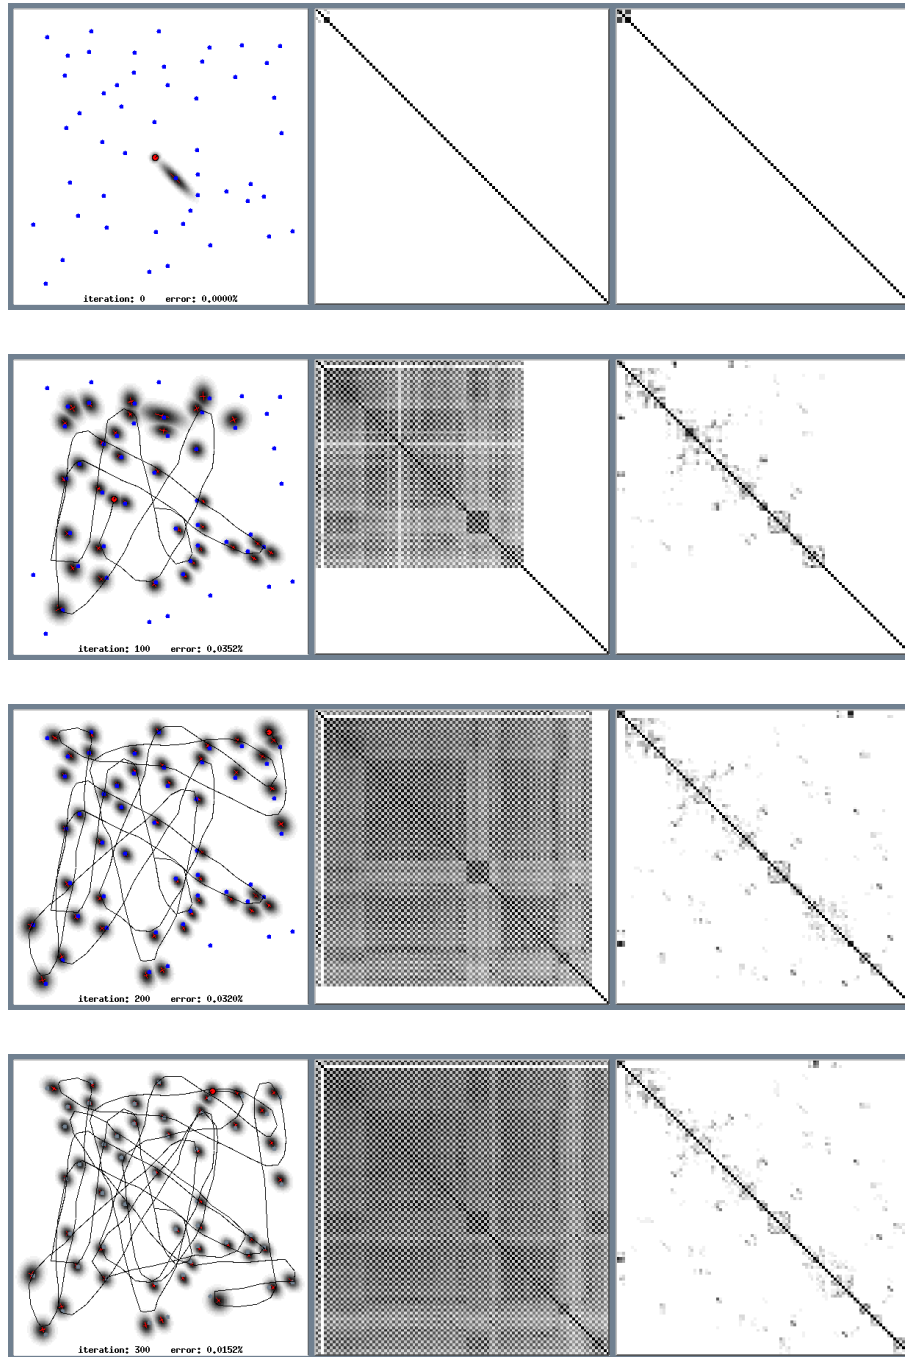 iteration: 0 error: 0.0000%
iteration: 100 error: 0.0352%
iteration: 200 error: 0.0320%
iteration: 300 error: 0.0152%